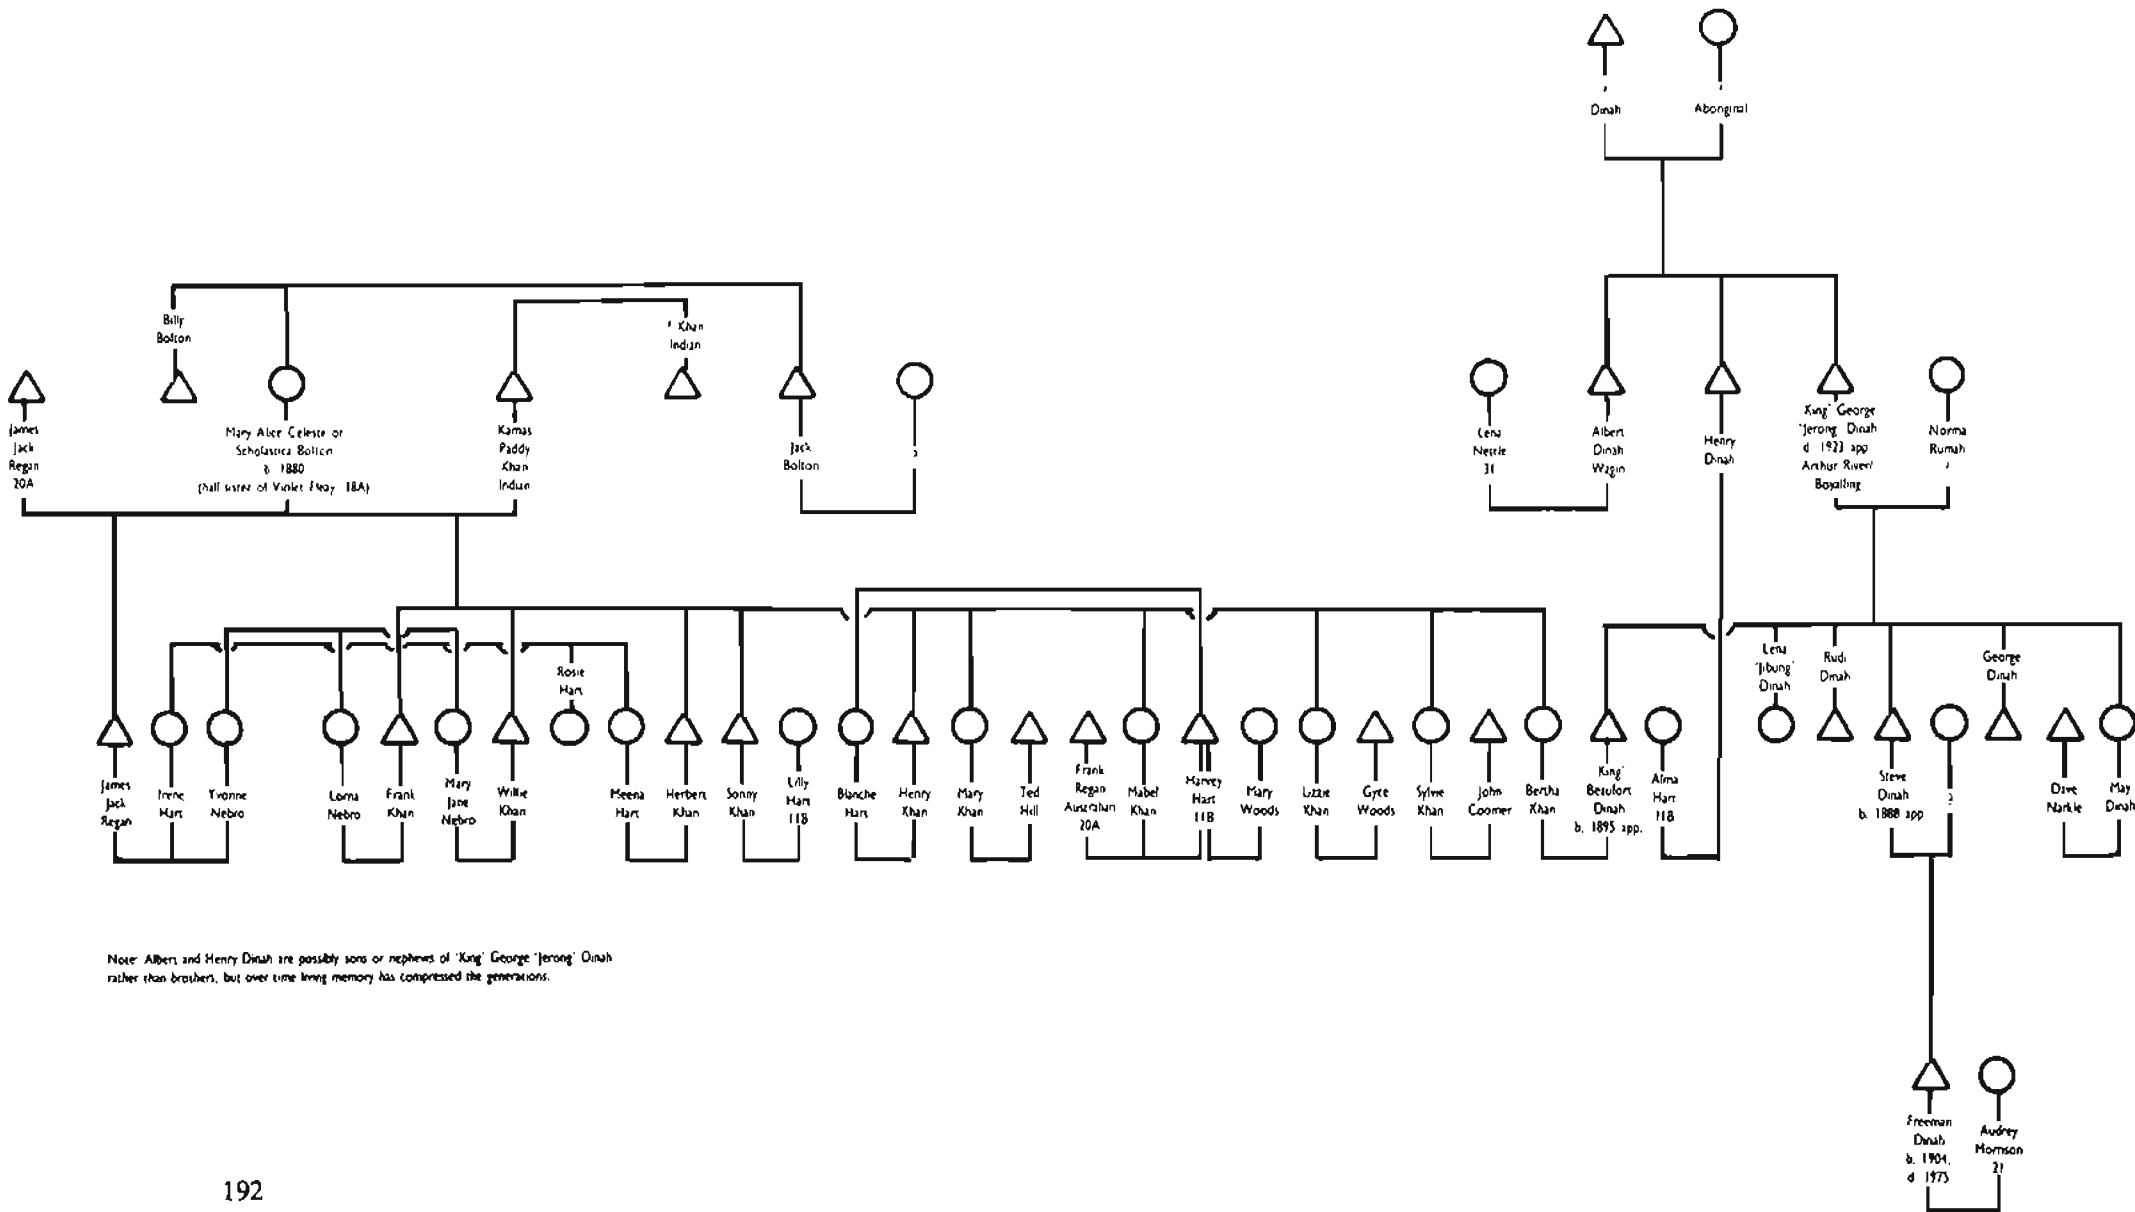 Dinah
Aboriginal
Billy
Bolton
Khan
Indian
James
Jack
Regan
20A
Mary Alice Celeste or
Scholastica Bolton
b. 1880
(half sister of Violet 18A)
Kamas
Paddy
Khan
Indian
Jack
Bolton
?
Lena
Nettle
31
Albert
Dinah
Wagin
Henry
Dinah
'King' George
'Jerong' Dinah
d. 1923 app
Arthur River/
Boyalling
Norma
Rumah
Rosie
Hart
Lena
'Jibung'
Dinah
Rudi
Dinah
George
Dinah
James
Jack
Regan
Irene
Hart
Yvonne
Nebro
Lorna
Nebro
Frank
Khan
Mary
Jane
Nebro
Willie
Khan
Meena
Hart
Herbert
Khan
Sonny
Khan
Lilly
Hart
11B
Blanche
Hart
Henry
Khan
Mary
Khan
Ted
Hill
Frank
Regan
Australian
20A
Mabel
Khan
Harvey
Hart
11B
Mary
Woods
Lizzie
Khan
Gyte
Woods
Sylvie
Khan
John
Coomer
Bertha
Khan
'King'
Beaufort
Dinah
b. 1895 app.
Alma
Hart
11B
Steve
Dinah
b. 1888 app
?
Dave
Narkle
May
Dinah
Note: Albert and Henry Dinah are possibly sons or nephews of 'King' George 'Jerong' Dinah
rather than brothers, but over time living memory has compressed the generations.
Freeman
Dinah
b. 1904,
d. 1975
Audrey
Morrison
21
192